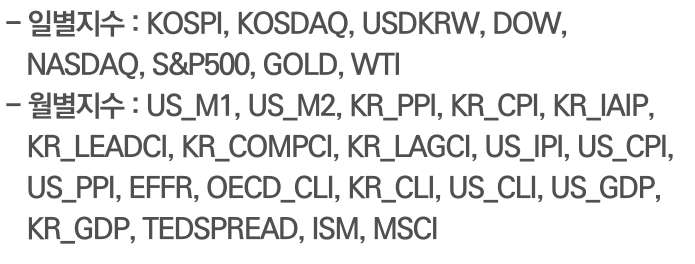 – 일별지수 : KOSPI, KOSDAQ, USDKRW, DOW,
NASDAQ, S&P500, GOLD, WTI
– 월별지수 : US_M1, US_M2, KR_PPI, KR_CPI, KR_IAIP,
KR_LEADCI, KR_COMPCI, KR_LAGCI, US_IPI, US_CPI,
US_PPI, EFFR, OECD_CLI, KR_CLI, US_CLI, US_GDP,
KR_GDP, TEDSPREAD, ISM, MSCI